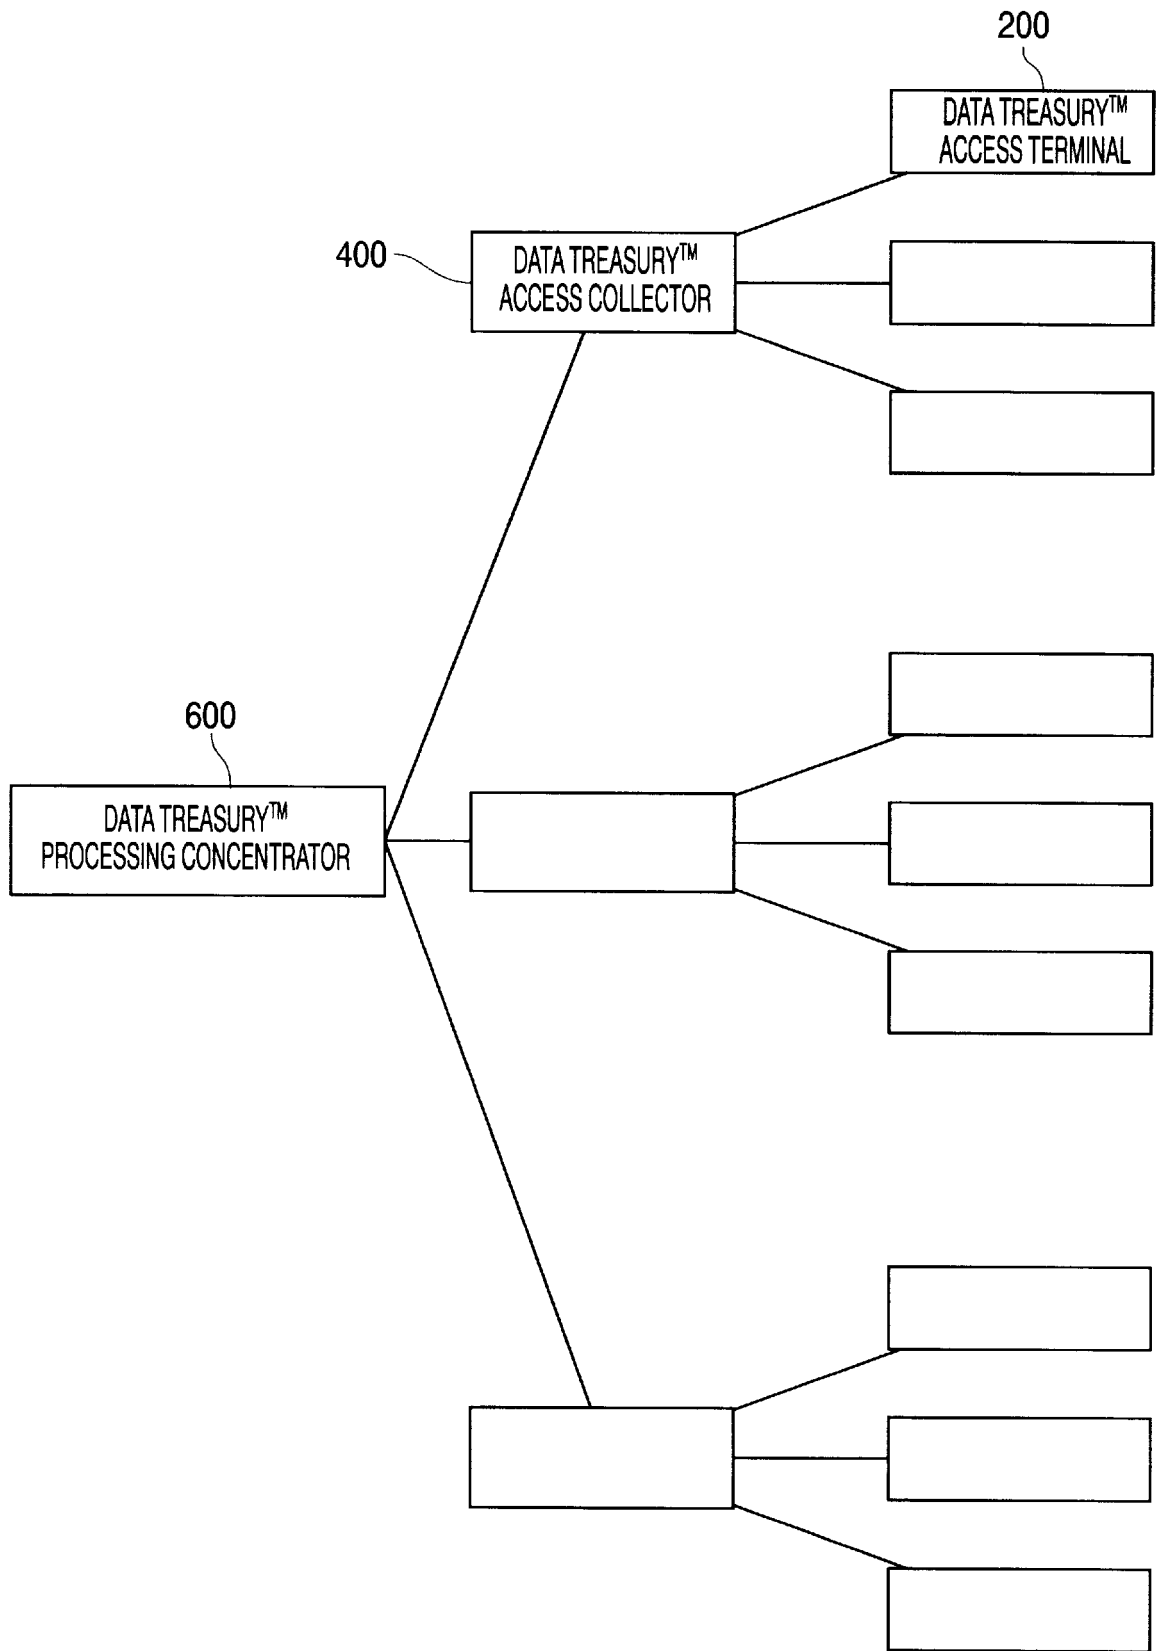 200
DATA TREASURY™
ACCESS TERMINAL
400
DATA TREASURY™
ACCESS COLLECTOR
600
DATA TREASURY™
PROCESSING CONCENTRATOR